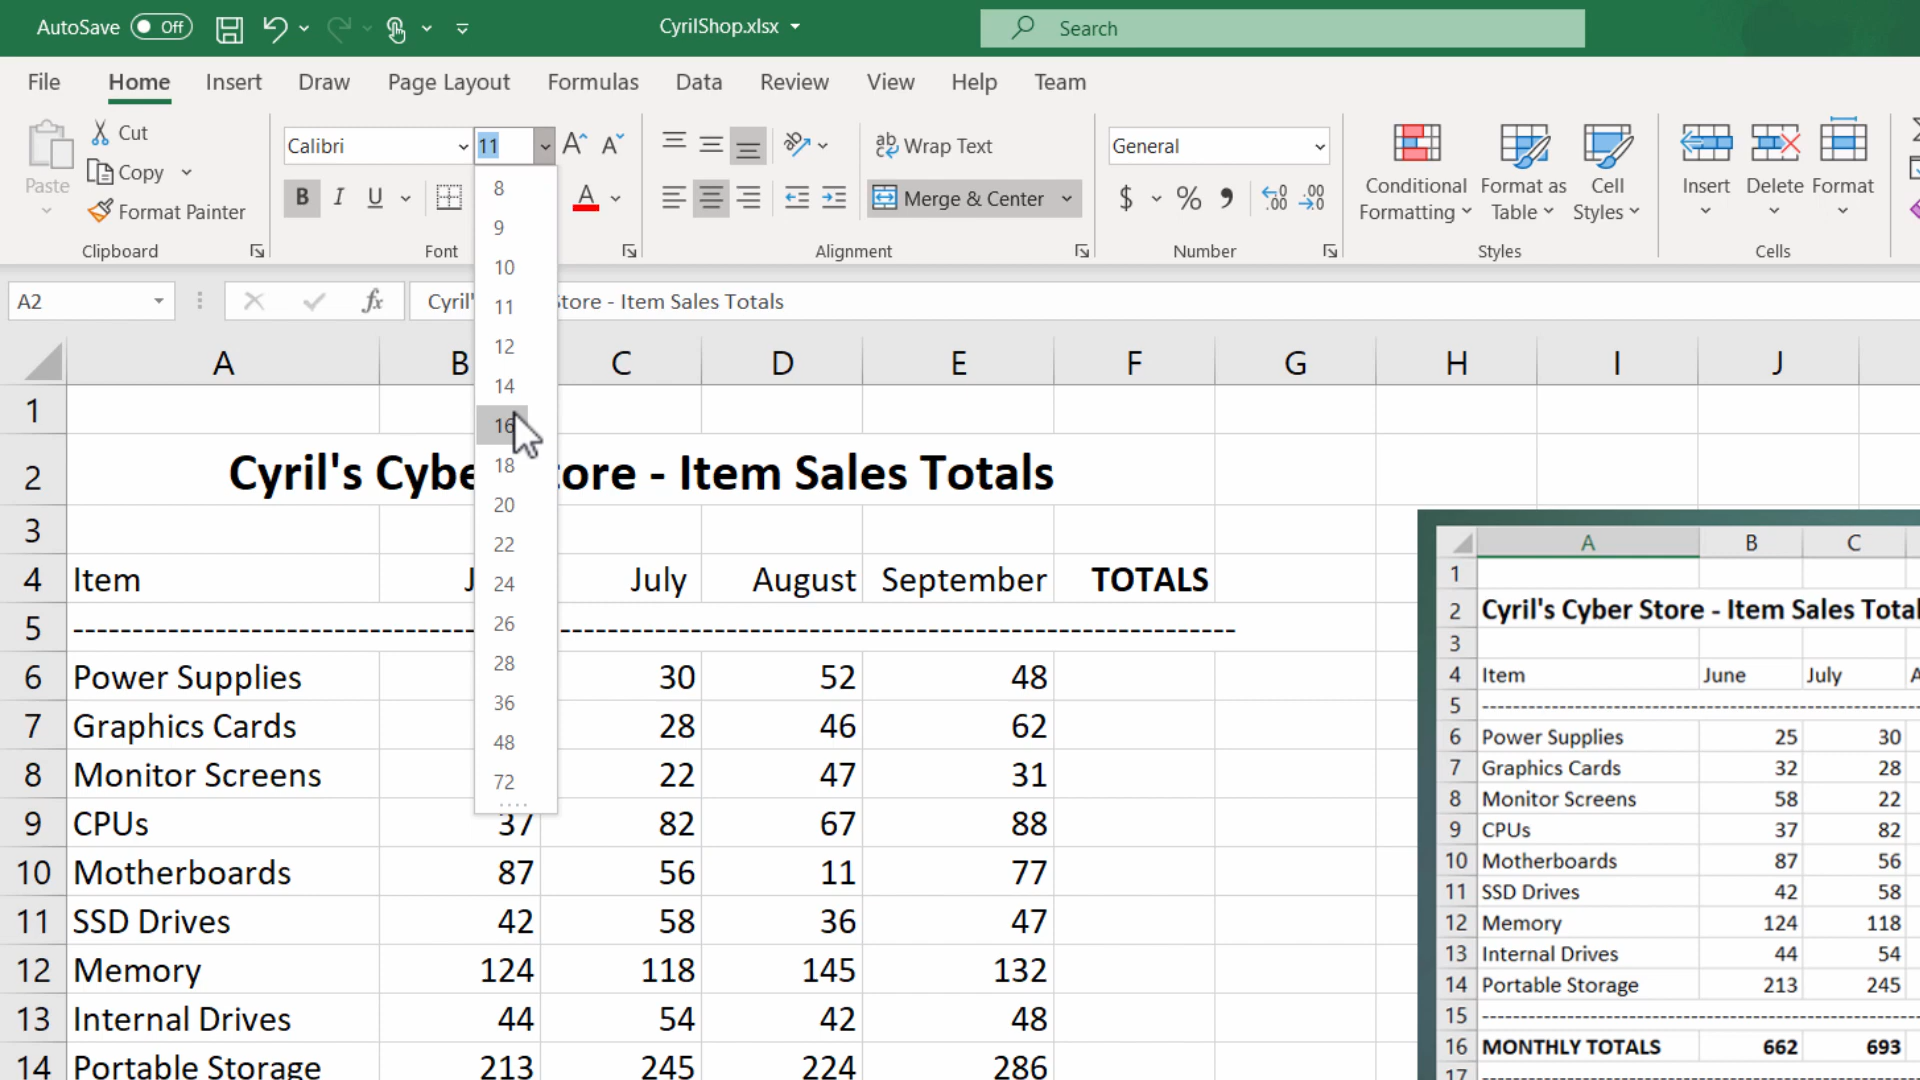 AutoSave Off CyrilShop.xlsx Search
File Home Insert Draw Page Layout Formulas Data Review View Help Team
Paste
Cut
Copy
Format Painter
Clipboard
Calibri 11
B I U A
Font
8
9
10
11
12
14
16
18
20
22
24
26
28
36
48
72
Wrap Text
Merge & Center
Alignment
General
$ % ,
Number
Conditional Formatting
Format as Table
Cell Styles
Styles
Insert Delete Format
Cells
A2 fx Cyril' tore - Item Sales Totals
A B C D E F G H I J
1
2 Cyril's Cybe ore - Item Sales Totals
3
4 Item J July August September TOTALS
5 --------------------------------------------------------------------------------
6 Power Supplies 30 52 48
7 Graphics Cards 28 46 62
8 Monitor Screens 22 47 31
9 CPUs 37 82 67 88
10 Motherboards 87 56 11 77
11 SSD Drives 42 58 36 47
12 Memory 124 118 145 132
13 Internal Drives 44 54 42 48
14 Portable Storage 213 245 224 286
A B C
1
2 Cyril's Cyber Store - Item Sales Total
3
4 Item June July A
5 ----------------------------------------
6 Power Supplies 25 30
7 Graphics Cards 32 28
8 Monitor Screens 58 22
9 CPUs 37 82
10 Motherboards 87 56
11 SSD Drives 42 58
12 Memory 124 118
13 Internal Drives 44 54
14 Portable Storage 213 245
15 ----------------------------------------
16 MONTHLY TOTALS 662 693
17 ----------------------------------------